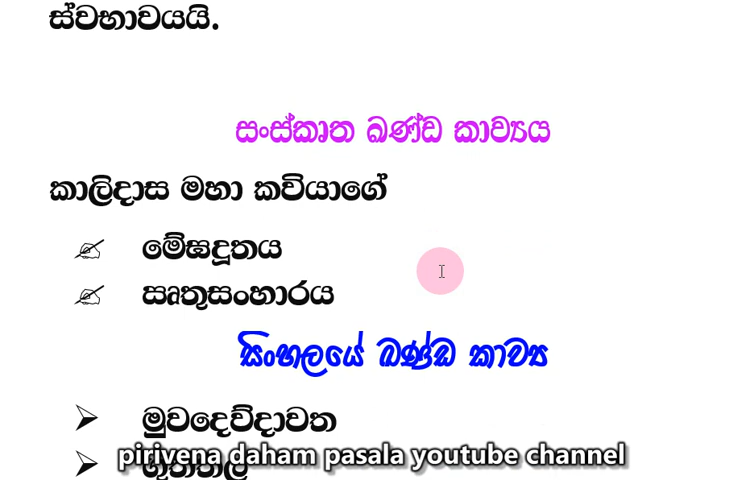 ස්වභාවයයි.
සංස්කෘත ඛණ්ඩ කාව්‍යය
කාලිදාස මහා කවියාගේ
මේඝදූතය
ඍතුසංහාරය
සිංහලයේ ඛණ්ඩ කාව්‍ය
මුවදෙව්දාවත
pirivena daham pasala youtube channel